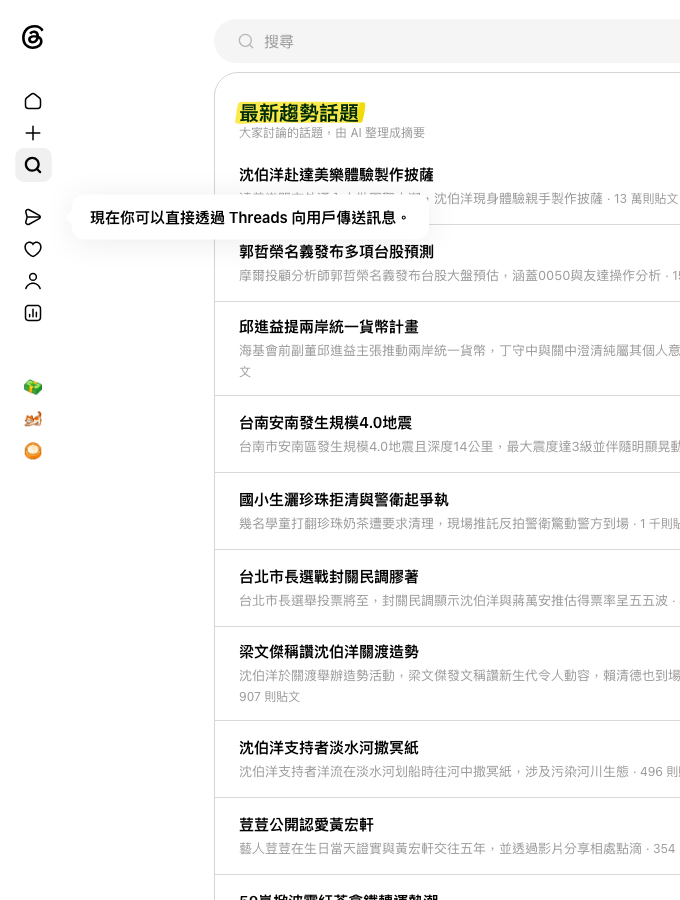 搜尋
最新趨勢話題
大家討論的話題，由 AI 整理成摘要
沈伯洋赴達美樂體驗製作披薩
，沈伯洋現身體驗親手製作披薩 · 13 萬則貼文
現在你可以直接透過 Threads 向用戶傳送訊息。
郭哲榮名義發布多項台股預測
摩爾投顧分析師郭哲榮名義發布台股大盤預估，涵蓋0050與友達操作分析 · 15
邱進益提兩岸統一貨幣計畫
海基會前副董邱進益主張推動兩岸統一貨幣，丁守中與關中澄清純屬其個人意
文
台南安南發生規模4.0地震
台南市安南區發生規模4.0地震且深度14公里，最大震度達3級並伴隨明顯晃動
國小生灑珍珠拒清與警衛起爭執
幾名學童打翻珍珠奶茶遭要求清理，現場推託反拍警衛驚動警方到場 · 1 千則貼
台北市長選戰封關民調膠著
台北市長選舉投票將至，封關民調顯示沈伯洋與蔣萬安推估得票率呈五五波 ·
梁文傑稱讚沈伯洋關渡造勢
沈伯洋於關渡舉辦造勢活動，梁文傑發文稱讚新生代令人動容，賴清德也到場
907 則貼文
沈伯洋支持者淡水河撒冥紙
沈伯洋支持者洋流在淡水河划船時往河中撒冥紙，涉及污染河川生態 · 496 則貼
荳荳公開認愛黃宏軒
藝人荳荳在生日當天證實與黃宏軒交往五年，並透過影片分享相處點滴 · 354